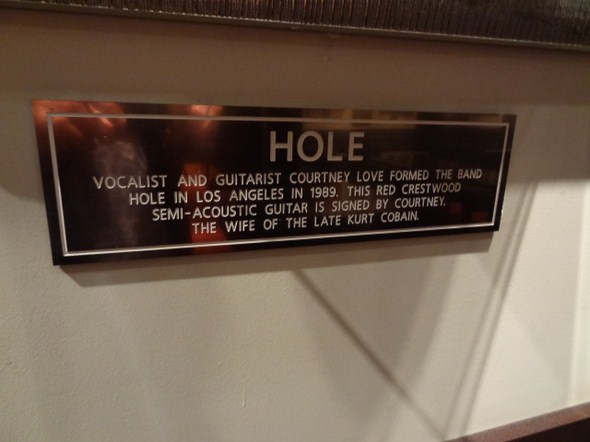 HOLE
VOCALIST AND GUITARIST COURTNEY LOVE FORMED THE BAND
HOLE IN LOS ANGELES IN 1989. THIS RED CRESTWOOD
SEMI-ACOUSTIC GUITAR IS SIGNED BY COURTNEY.
THE WIFE OF THE LATE KURT COBAIN.